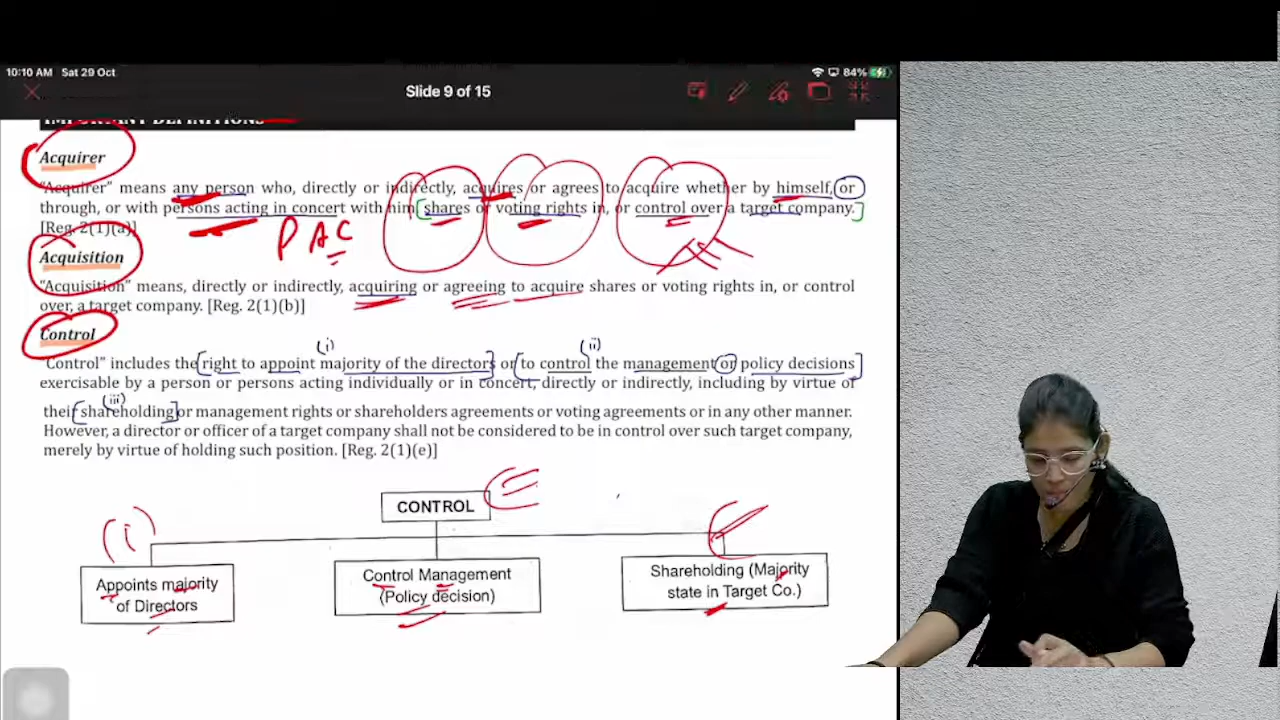 10:10 AM Sat 29 Oct
84%
Slide 9 of 15
IMPORTANT DEFINITIONS
Acquirer
"Acquirer" means any person who, directly or indirectly, acquires or agrees to acquire whether by himself, or
through, or with persons acting in concert with him, shares or voting rights in, or control over a target company.
[Reg. 2(1)(a)]
PAC
Acquisition
"Acquisition" means, directly or indirectly, acquiring or agreeing to acquire shares or voting rights in, or control
over, a target company. [Reg. 2(1)(b)]
Control
(i) (ii)
"Control" includes the right to appoint majority of the directors or to control the management or policy decisions
exercisable by a person or persons acting individually or in concert, directly or indirectly, including by virtue of
(iii)
their shareholding or management rights or shareholders agreements or voting agreements or in any other manner.
However, a director or officer of a target company shall not be considered to be in control over such target company,
merely by virtue of holding such position. [Reg. 2(1)(e)]
CONTROL
(i)
Appoints majority
of Directors
Control Management
(Policy decision)
Shareholding (Majority
state in Target Co.)